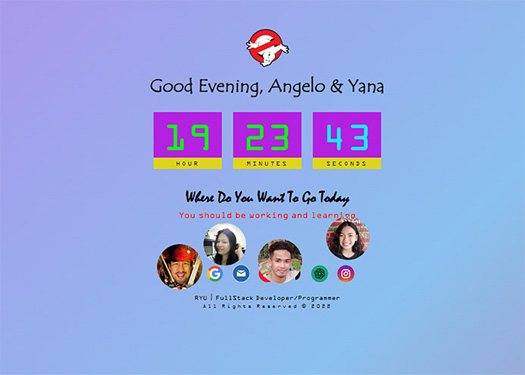 Good Evening, Angelo & Yana
19 23 43
HOUR MINUTES SECONDS
Where Do You Want To Go Today
You should be working and learning
RYU | FullStack Developer/Programmer
All Rights Reserved © 2022